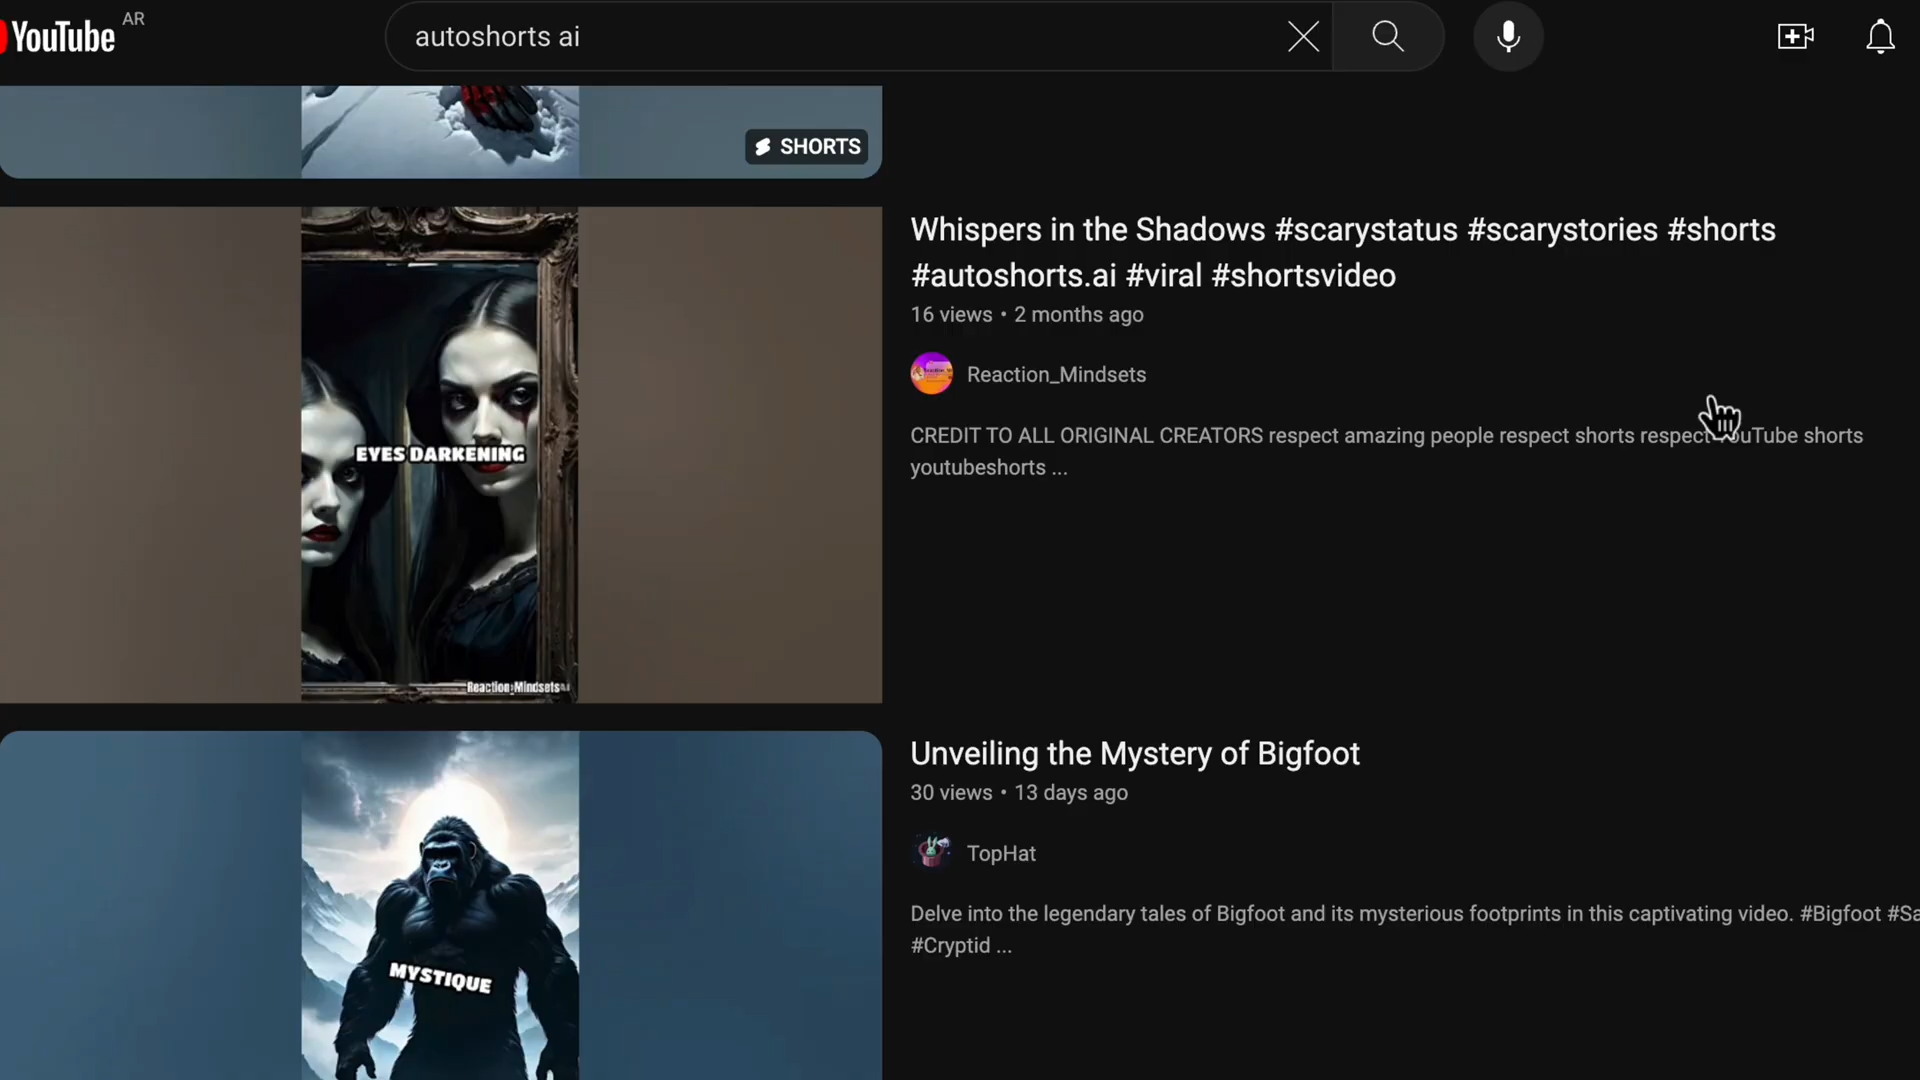 YouTube AR
autoshorts ai
SHORTS
Whispers in the Shadows #scarystatus #scarystories #shorts
#autoshorts.ai #viral #shortsvideo
16 views • 2 months ago
Reaction_Mindsets
CREDIT TO ALL ORIGINAL CREATORS respect amazing people respect shorts respect YouTube shorts
youtubeshorts ...
EYES DARKENING
Reaction_Mindsets
Unveiling the Mystery of Bigfoot
30 views • 13 days ago
TopHat
Delve into the legendary tales of Bigfoot and its mysterious footprints in this captivating video. #Bigfoot #Sa
#Cryptid ...
MYSTIQUE